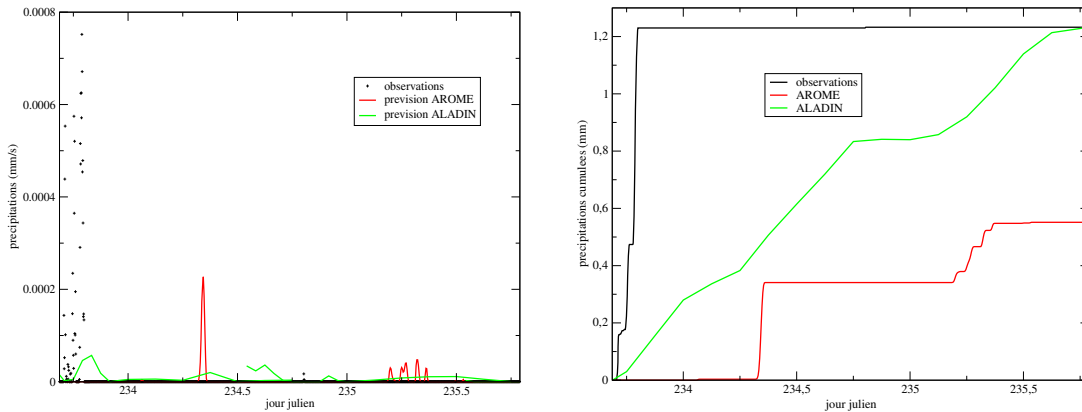 0.0008
0.0006
0.0004
0.0002
0
precipitations (mm/s)
observations
prevision AROME
prevision ALADIN
234
234,5
235
235,5
jour julien
1,2
1
0,8
0,6
0,4
0,2
0
precipitations cumulees (mm)
observations
AROME
ALADIN
234
234,5
235
235,5
jour julien